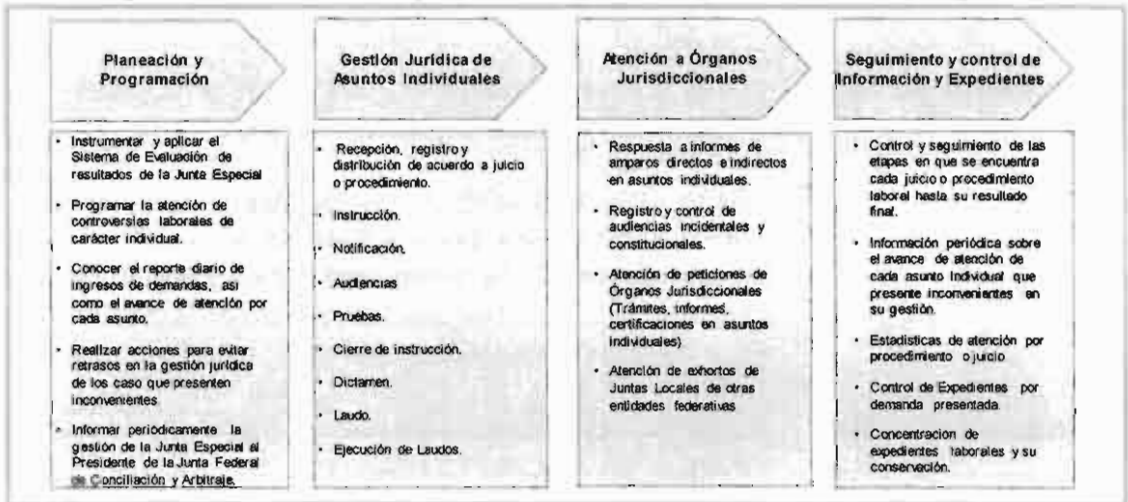 Planeación y
Programación
• Instrumentar y aplicar el
Sistema de Evaluación de
resultados de la Junta Especial
• Programar la atención de
controversias laborales de
carácter individual.
• Conocer el reporte diario de
ingresos de demandas, asi
como el avance de atención por
cada asunto.
• Realizar acciones para evitar
retrasos en la gestión jurídica
de los caso que presenten
inconvenientes
• Informar periódicamente la
gestión de la Junta Especial al
Presidente de la Junta Federal
de Conciliación y Arbitraje.
Gestión Jurídica de
Asuntos Individuales
• Recepción, registro y
distribución de acuerdo a juicio
o procedimiento.
• Instrucción.
• Notificación.
• Audiencias
• Pruebas.
• Cierre de instrucción.
• Dictamen.
• Laudo.
• Ejecución de Laudos.
Atención a Órganos
Jurisdiccionales
• Respuesta a informes de
amparos directos e indirectos
en asuntos individuales.
• Registro y control de
audiencias incidentales y
constitucionales.
• Atención de peticiones de
Órganos Jurisdiccionales
(Trámites, informes,
certificaciones en asuntos
individuales)
• Atención de exhortos de
Juntas Locales de otras
entidades federativas
Seguimiento y control de
Información y Expedientes
• Control y seguimiento de las
etapas en que se encuentra
cada juicio o procedimiento
laboral hasta su resultado
final.
• Información periódica sobre
el avance de atención de
cada asunto Individual que
presente inconvenientes en
su gestión.
• Estadísticas de atención por
procedimiento o juicio
• Control de Expedientes por
demanda presentada.
• Concentracion de
expedientes laborales y su
conservación.